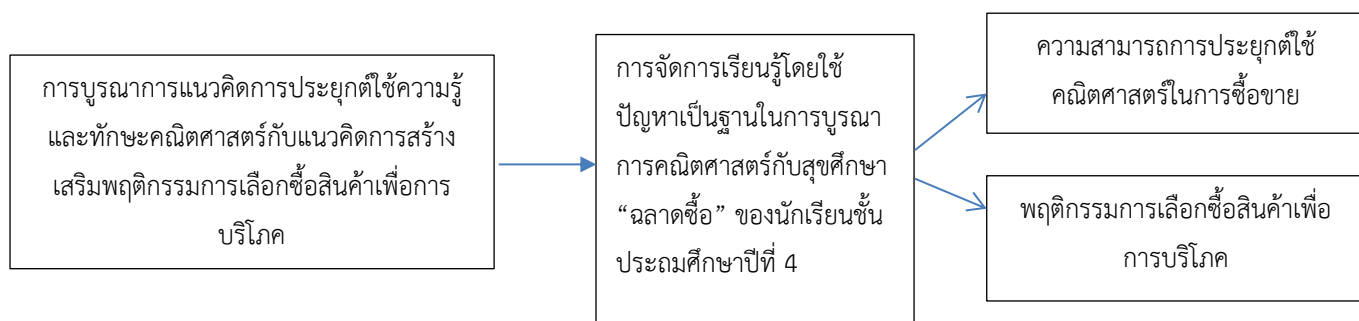 การบูรณาการแนวคิดการประยุกต์ใช้ความรู้
และทักษะคณิตศาสตร์กับแนวคิดการสร้าง
เสริมพฤติกรรมการเลือกซื้อสินค้าเพื่อการ
บริโภค
การจัดการเรียนรู้โดยใช้
ปัญหาเป็นฐานในการบูรณา
การคณิตศาสตร์กับสุขศึกษา
“ฉลาดซื้อ” ของนักเรียนชั้น
ประถมศึกษาปีที่ 4
ความสามารถการประยุกต์ใช้
คณิตศาสตร์ในการซื้อขาย
พฤติกรรมการเลือกซื้อสินค้าเพื่อ
การบริโภค